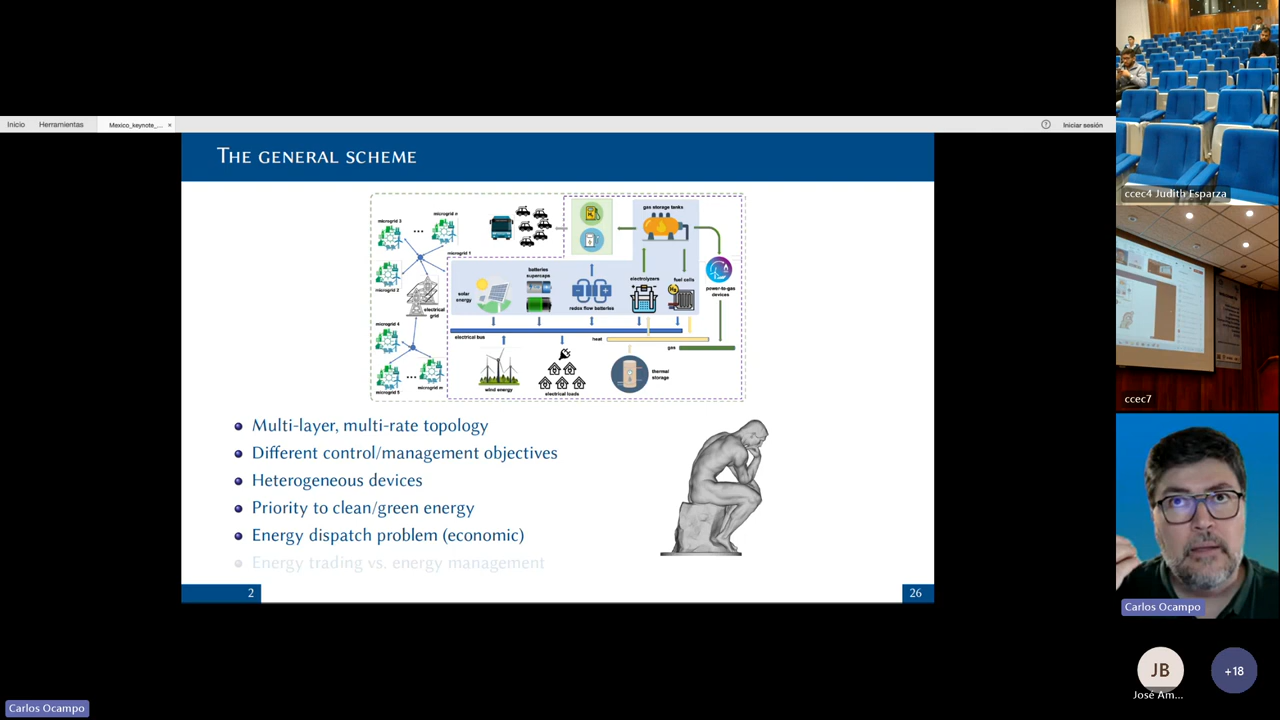 Inicio
Herramientas
Mexico_keynote_...
Iniciar sesión
THE GENERAL SCHEME
microgrid 3
microgrid n
microgrid 1
microgrid 2
electrical
grid
microgrid 4
microgrid 5
microgrid m
gas storage tanks
batteries
supercaps
solar
energy
redox flow batteries
electrolyzers
fuel cells
power-to-gas
devices
electrical bus
heat
gas
wind energy
electrical loads
thermal
storage
Multi-layer, multi-rate topology
Different control/management objectives
Heterogeneous devices
Priority to clean/green energy
Energy dispatch problem (economic)
Energy trading vs. energy management
2
26
ccec4 Judith Esparza
ccec7
Carlos Ocampo
JB
José Am...
+18
Carlos Ocampo